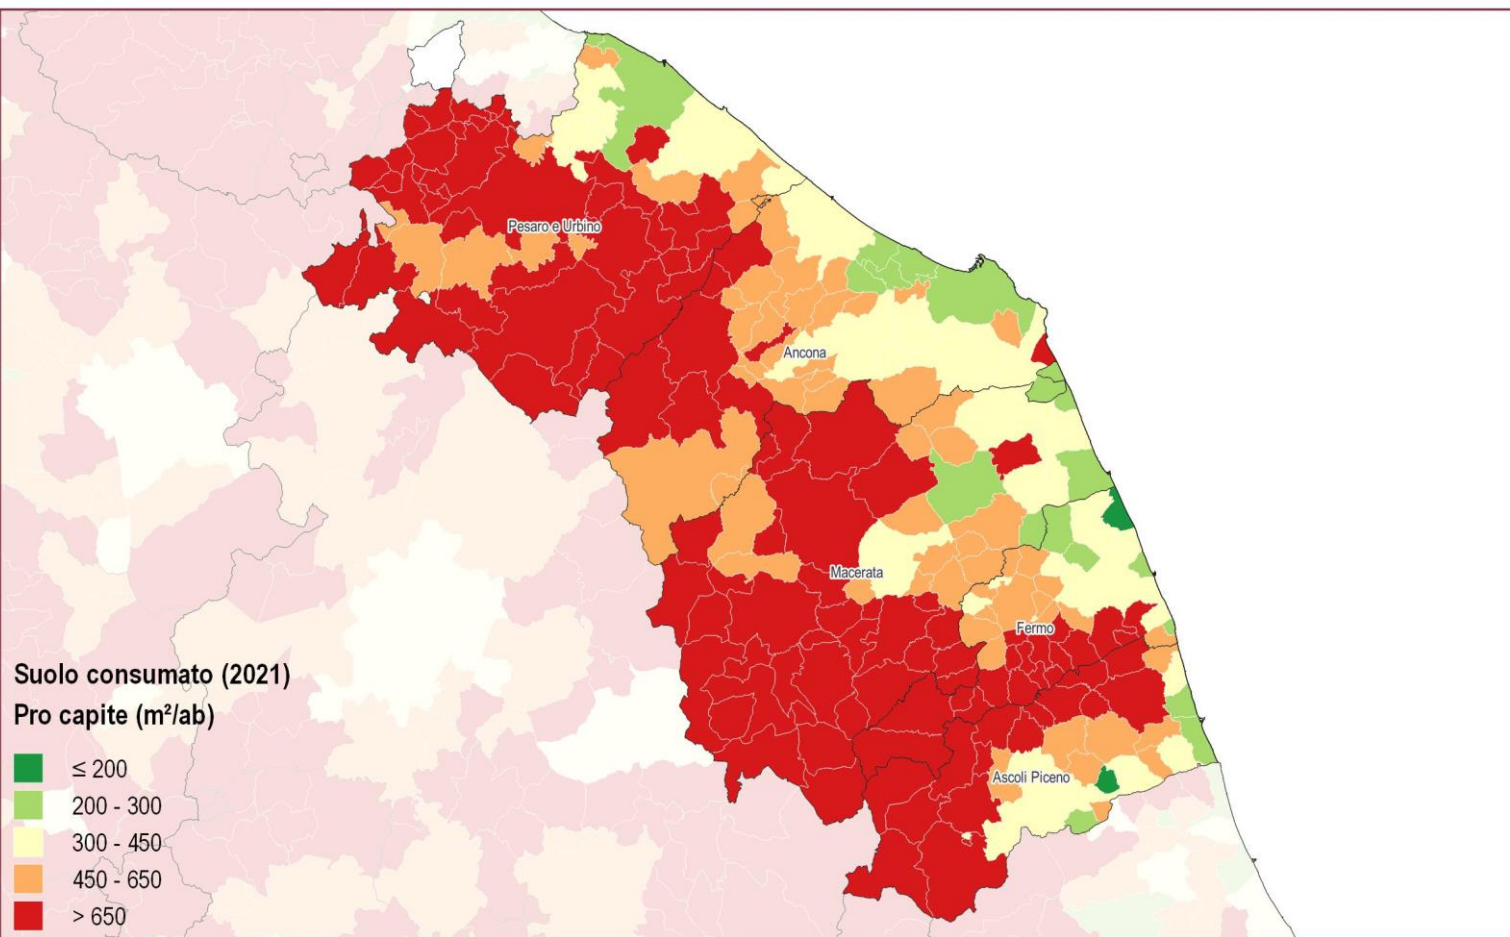 Pesaro e Urbino
Ancona
Macerata
Fermo
Ascoli Piceno
Suolo consumato (2021)
Pro capite (m²/ab)
≤ 200
200 - 300
300 - 450
450 - 650
> 650